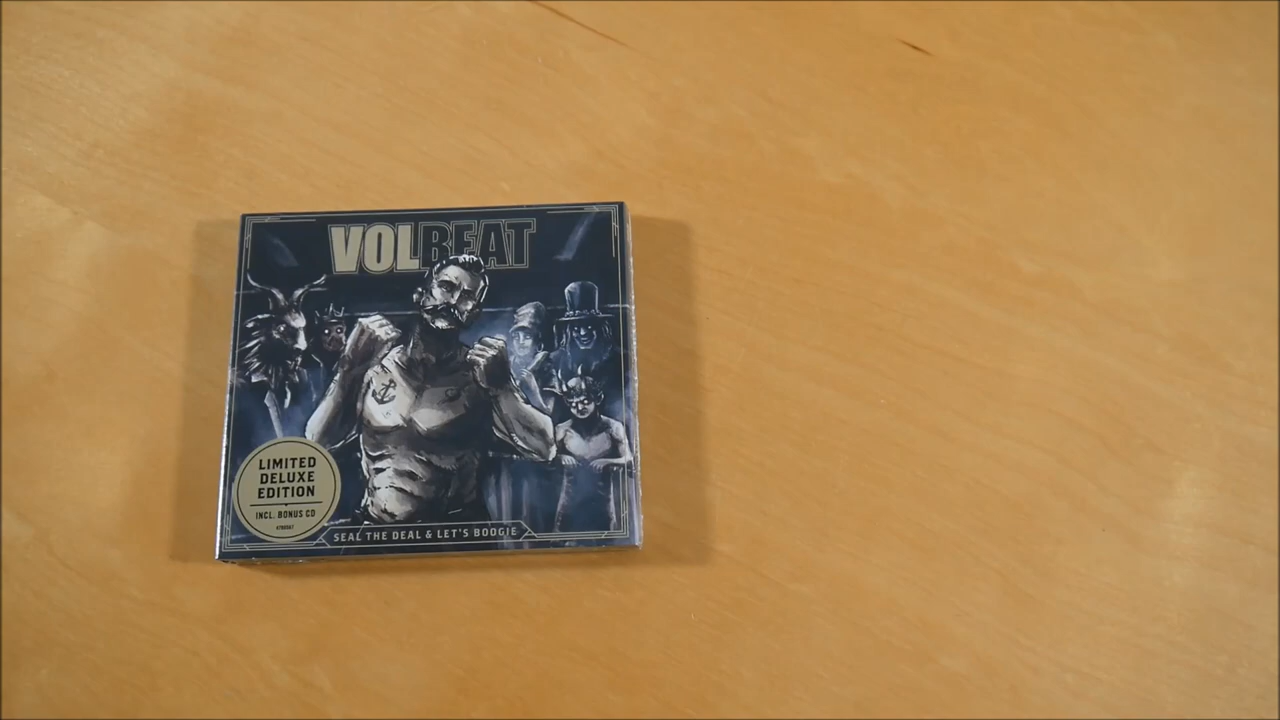 VOLBEAT
LIMITED
DELUXE
EDITION
INCL. BONUS CD
SEAL THE DEAL & LET'S BOOGIE